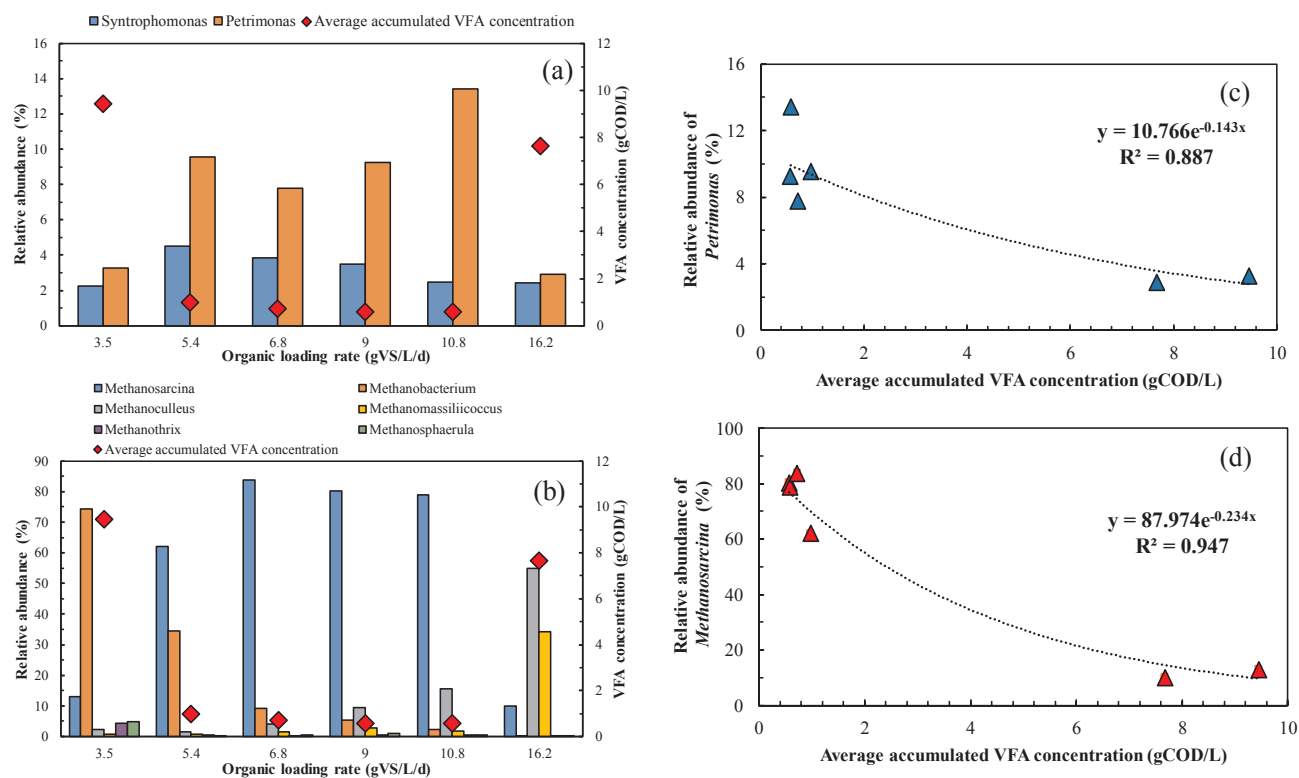 Syntrophomonas Petrimonas Average accumulated VFA concentration
16
14
12
10
8
6
4
2
0
Relative abundance (%)
12
10
8
6
4
2
0
VFA concentration (gCOD/L)
(a)
3.5 5.4 6.8 9 10.8 16.2
Organic loading rate (gVS/L/d)
Methanosarcina Methanobacterium
Methanoculleus Methanomassiliicoccus
Methanothrix Methanosphaerula
Average accumulated VFA concentration
90
80
70
60
50
40
30
20
10
0
Relative abundance (%)
12
10
8
6
4
2
0
VFA concentration (gCOD/L)
(b)
3.5 5.4 6.8 9 10.8 16.2
Organic loading rate (gVS/L/d)
16
12
8
4
0
Relative abundance of
Petrimonas (%)
(c)
y = 10.766e-0.143x
R² = 0.887
0 2 4 6 8 10
Average accumulated VFA concentration (gCOD/L)
100
80
60
40
20
0
Relative abundance of
Methanosarcina (%)
(d)
y = 87.974e-0.234x
R² = 0.947
0 2 4 6 8 10
Average accumulated VFA concentration (gCOD/L)